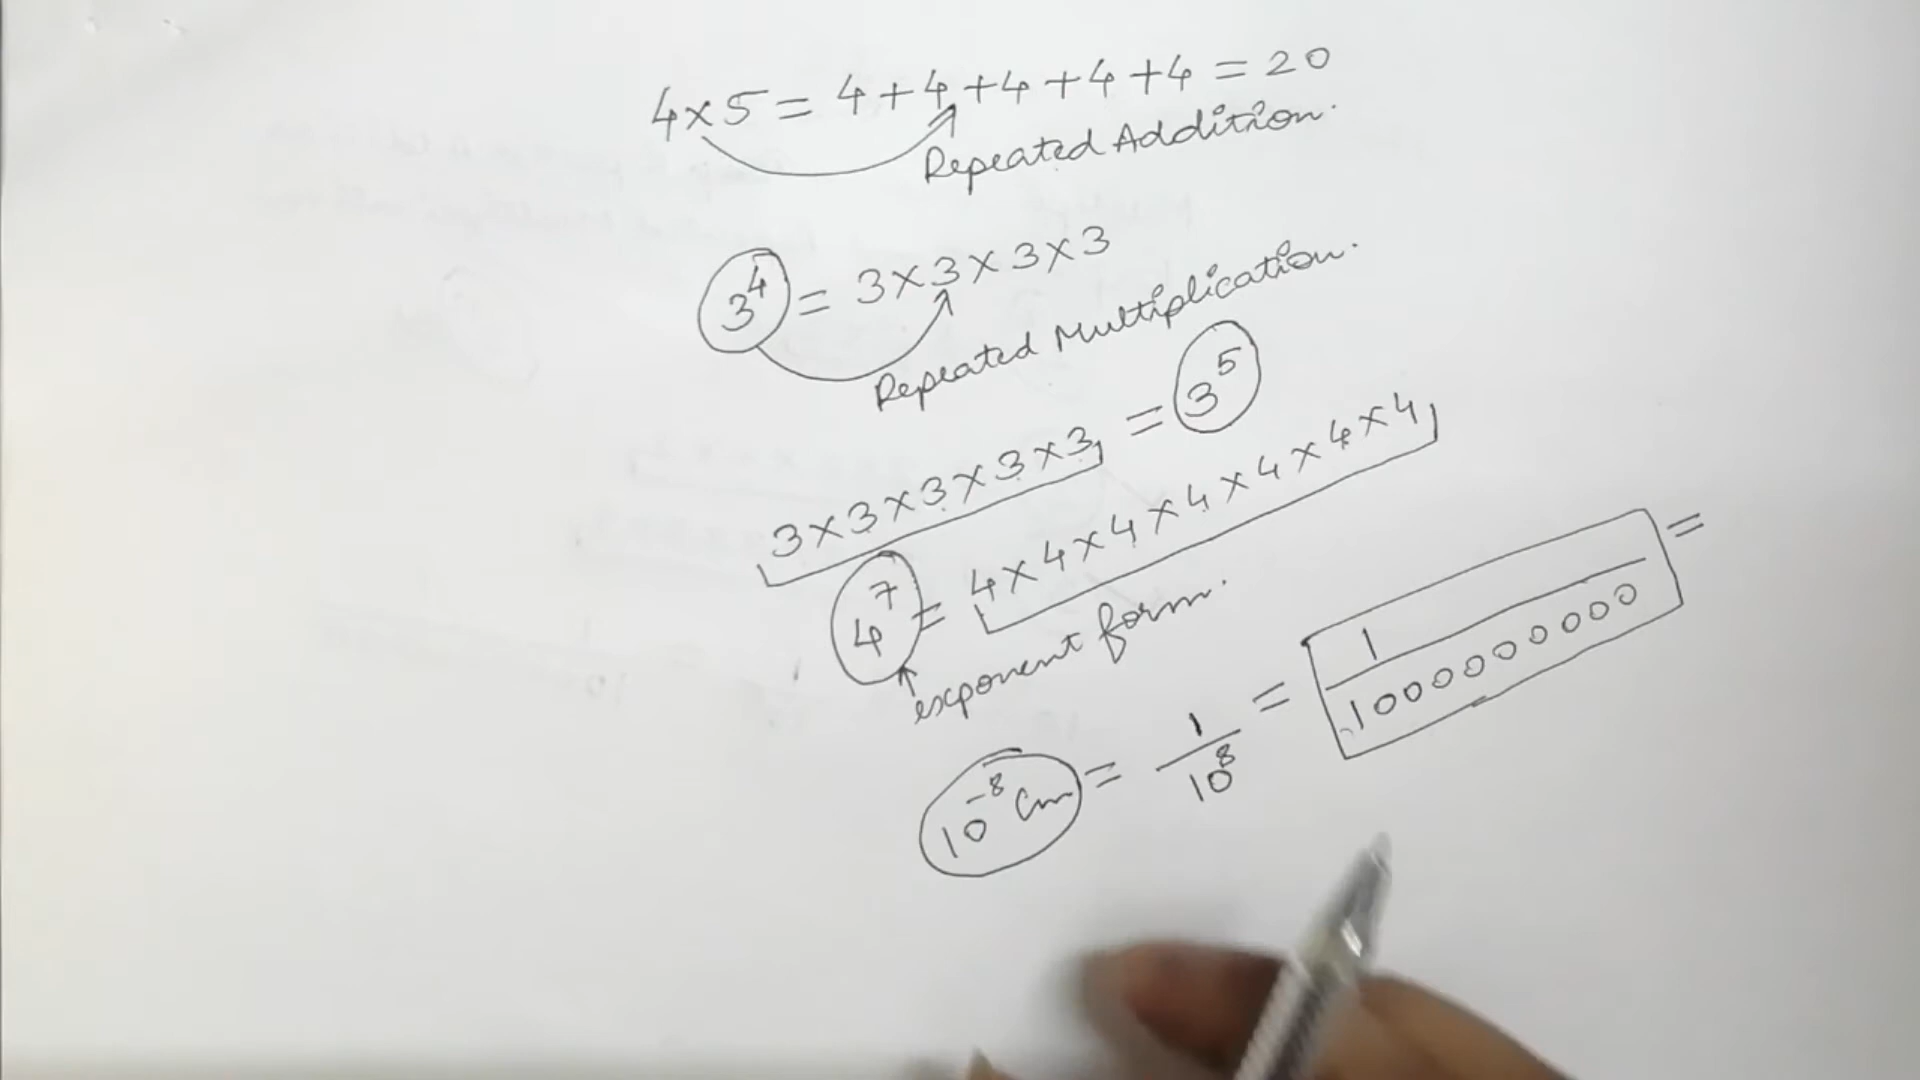 4×5 = 4+4+4+4+4 = 20
Repeated Addition.
3⁴ = 3×3×3×3
Repeated Multiplication.
3×3×3×3×3 = 3⁵
4⁷ = 4×4×4×4×4×4×4
exponent form.
10⁻⁸ cm = 1/10⁸ = 1/1000000000 =